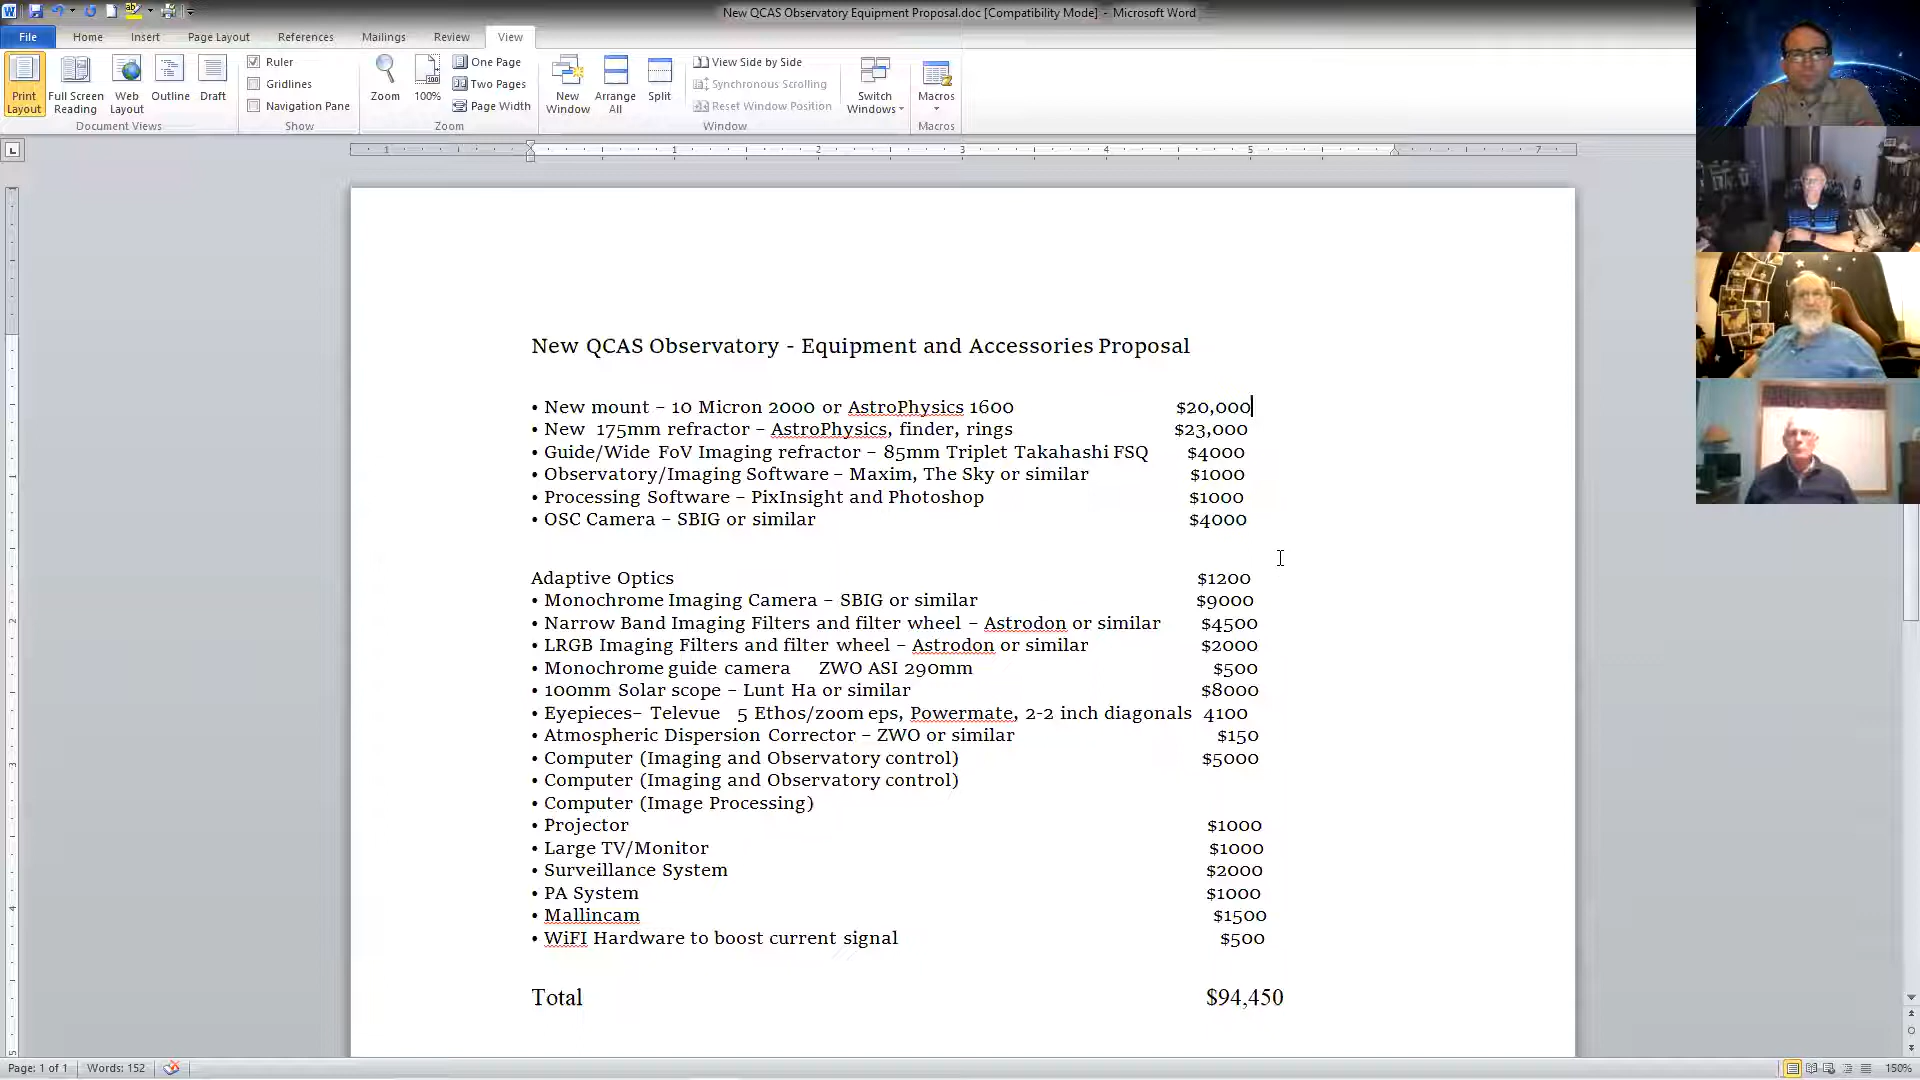 New QCAS Observatory Equipment Proposal.doc [Compatibility Mode] - Microsoft Word
File Home Insert Page Layout References Mailings Review View
Print Layout
Full Screen Reading
Web Layout
Outline
Draft
Document Views
Ruler
Gridlines
Navigation Pane
Show
Zoom
100%
One Page
Two Pages
Page Width
Zoom
New Window
Arrange All
Split
View Side by Side
Synchronous Scrolling
Reset Window Position
Window
Switch Windows
Macros
Macros
1 1 2 3 4 5 7
New QCAS Observatory - Equipment and Accessories Proposal
• New mount – 10 Micron 2000 or AstroPhysics 1600 $20,000
• New 175mm refractor – AstroPhysics, finder, rings $23,000
• Guide/Wide FoV Imaging refractor – 85mm Triplet Takahashi FSQ $4000
• Observatory/Imaging Software – Maxim, The Sky or similar $1000
• Processing Software – PixInsight and Photoshop $1000
• OSC Camera – SBIG or similar $4000
Adaptive Optics $1200
• Monochrome Imaging Camera – SBIG or similar $9000
• Narrow Band Imaging Filters and filter wheel – Astrodon or similar $4500
• LRGB Imaging Filters and filter wheel – Astrodon or similar $2000
• Monochrome guide camera ZWO ASI 290mm $500
• 100mm Solar scope – Lunt Ha or similar $8000
• Eyepieces– Televue 5 Ethos/zoom eps, Powermate, 2-2 inch diagonals 4100
• Atmospheric Dispersion Corrector – ZWO or similar $150
• Computer (Imaging and Observatory control) $5000
• Computer (Imaging and Observatory control)
• Computer (Image Processing)
• Projector $1000
• Large TV/Monitor $1000
• Surveillance System $2000
• PA System $1000
• Mallincam $1500
• WiFI Hardware to boost current signal $500
Total $94,450
Page: 1 of 1 Words: 152 150%